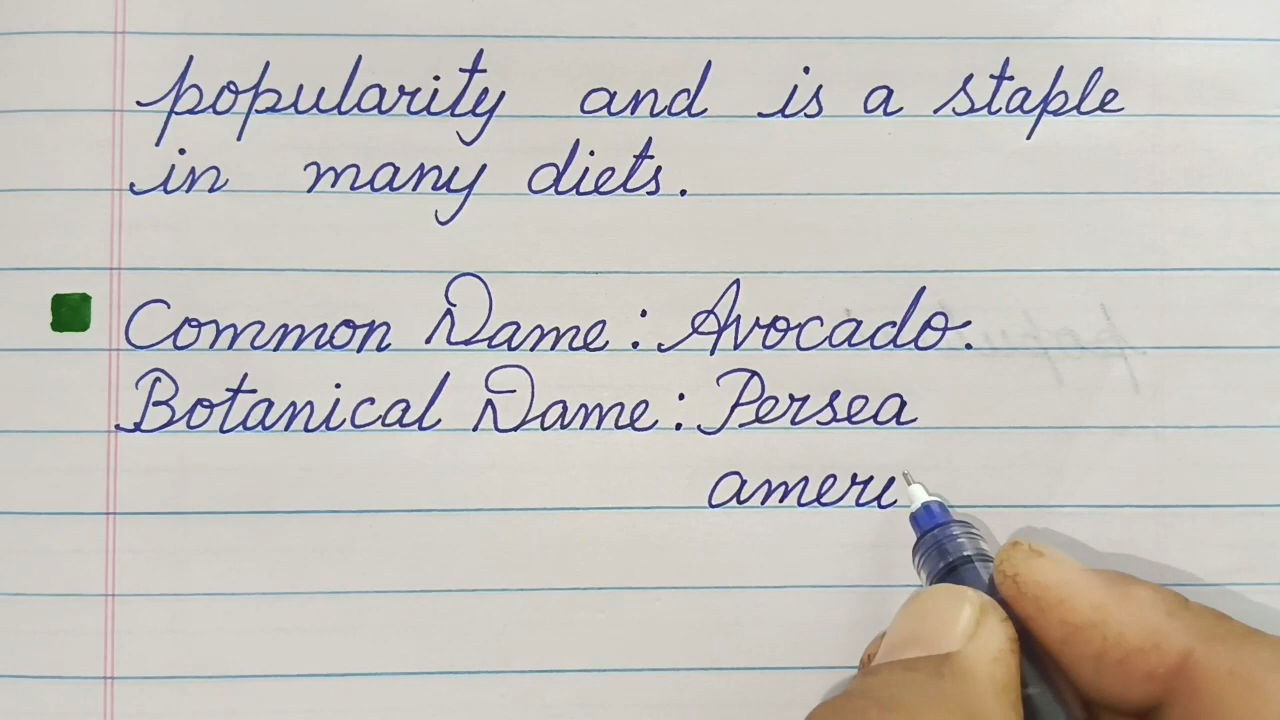 popularity and is a staple
in many diets.
Common Name: Avocado.
Botanical Name: Persea
ameri